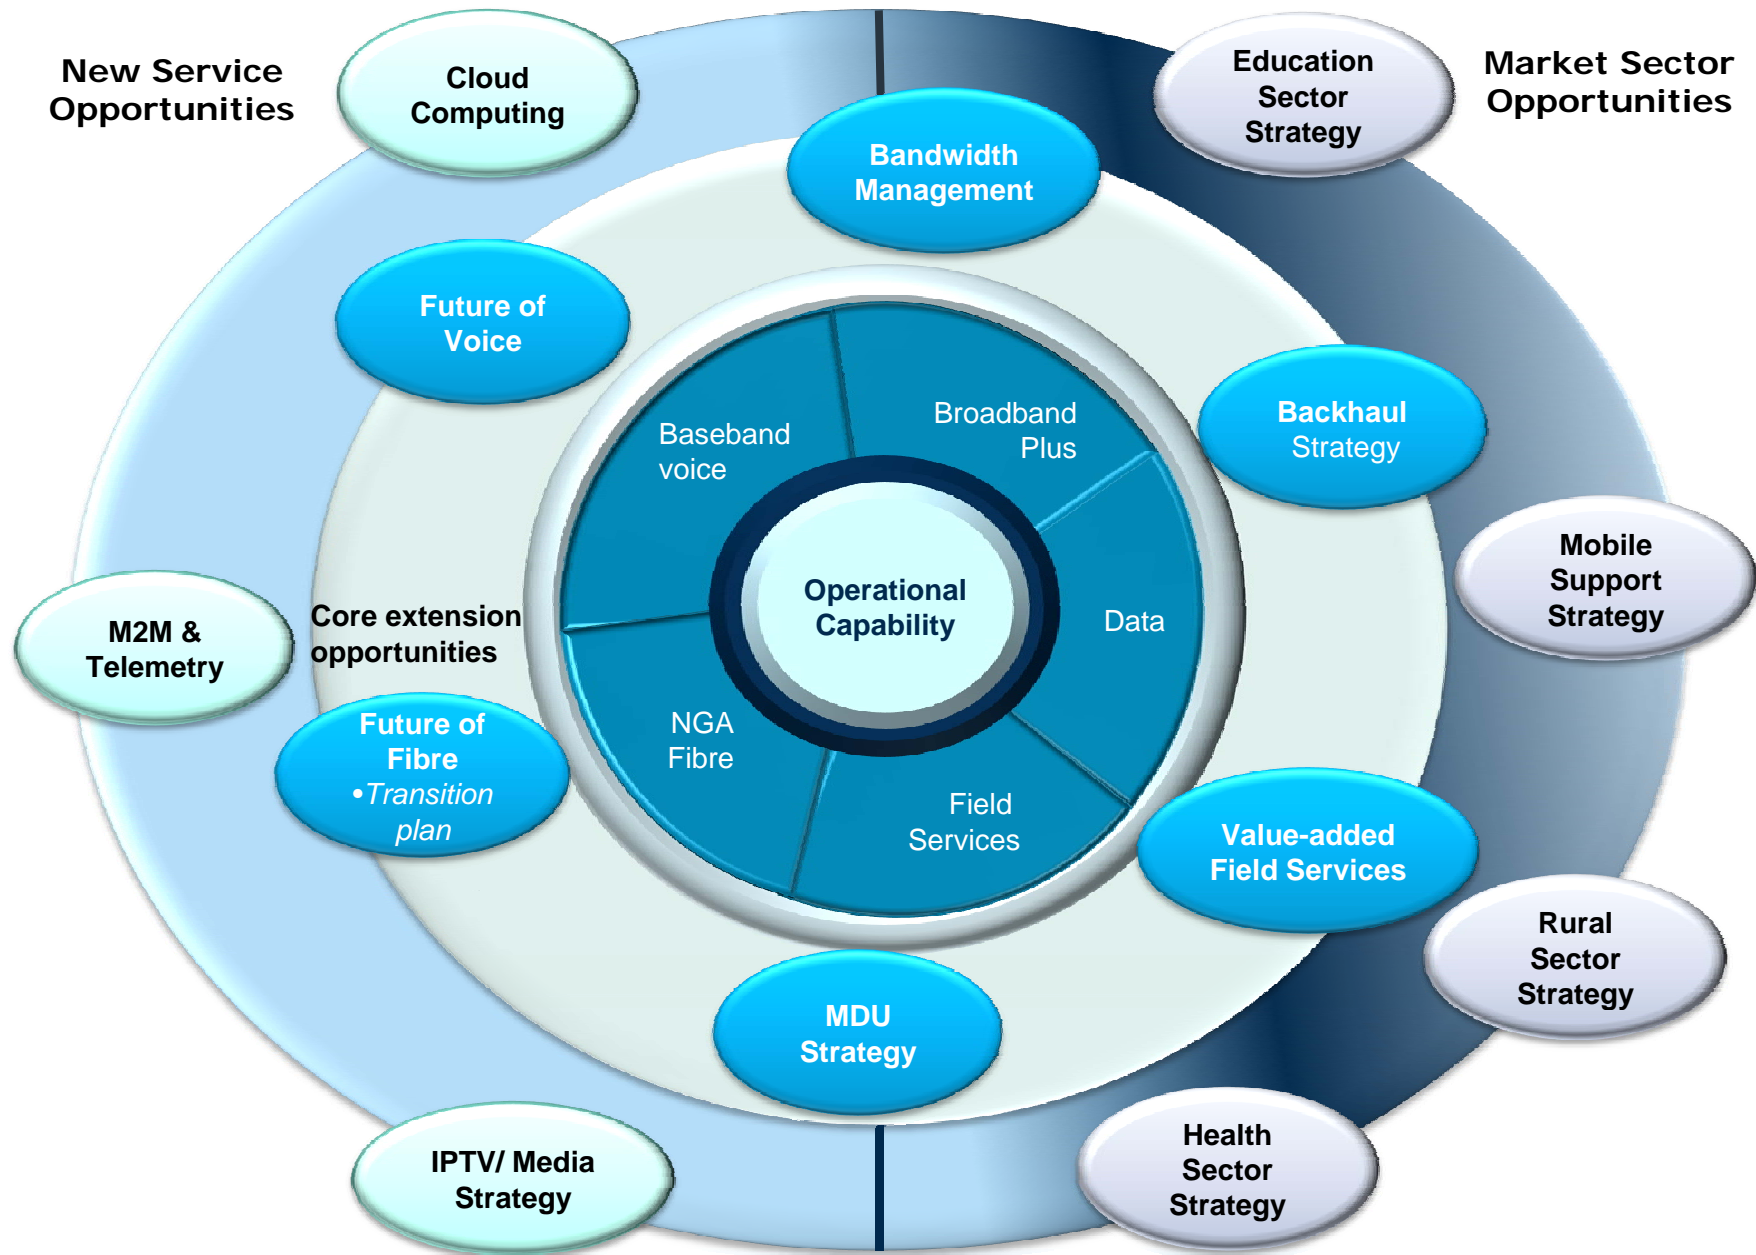 New Service
Opportunities
Cloud
Computing
Education
Sector
Strategy
Market Sector
Opportunities
Bandwidth
Management
Future of
Voice
Backhaul
Strategy
Baseband
voice
Broadband
Plus
Mobile
Support
Strategy
Operational
Capability
Data
M2M &
Telemetry
Core extension
opportunities
NGA
Fibre
Future of
Fibre
•Transition
plan
Field
Services
Value-added
Field Services
Rural
Sector
Strategy
MDU
Strategy
IPTV/ Media
Strategy
Health
Sector
Strategy